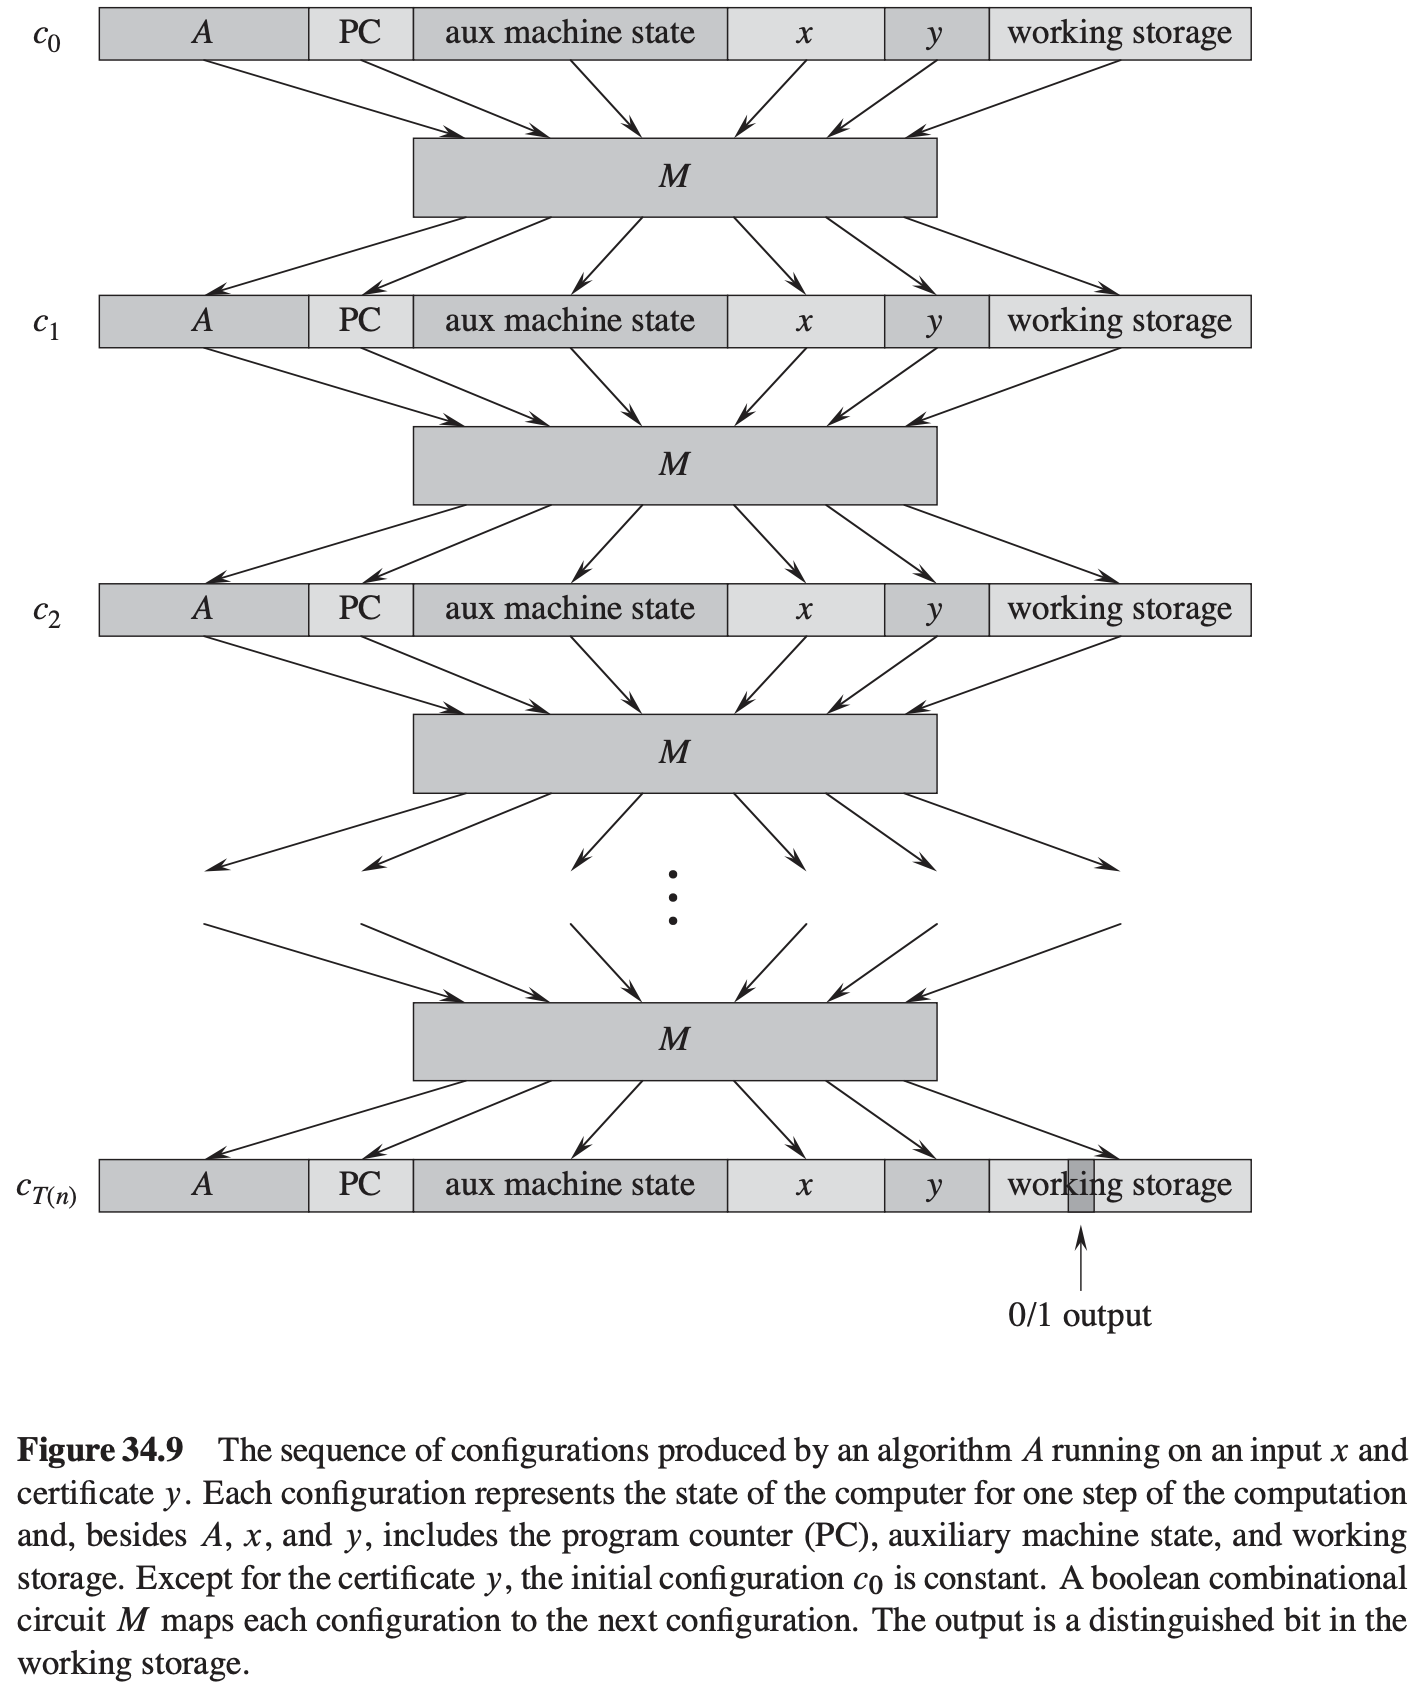 c0 A PC aux machine state x y working storage
M
c1 A PC aux machine state x y working storage
M
c2 A PC aux machine state x y working storage
M
M
cT(n) A PC aux machine state x y working storage
0/1 output
Figure 34.9 The sequence of configurations produced by an algorithm A running on an input x and
certificate y. Each configuration represents the state of the computer for one step of the computation
and, besides A, x, and y, includes the program counter (PC), auxiliary machine state, and working
storage. Except for the certificate y, the initial configuration c0 is constant. A boolean combinational
circuit M maps each configuration to the next configuration. The output is a distinguished bit in the
working storage.